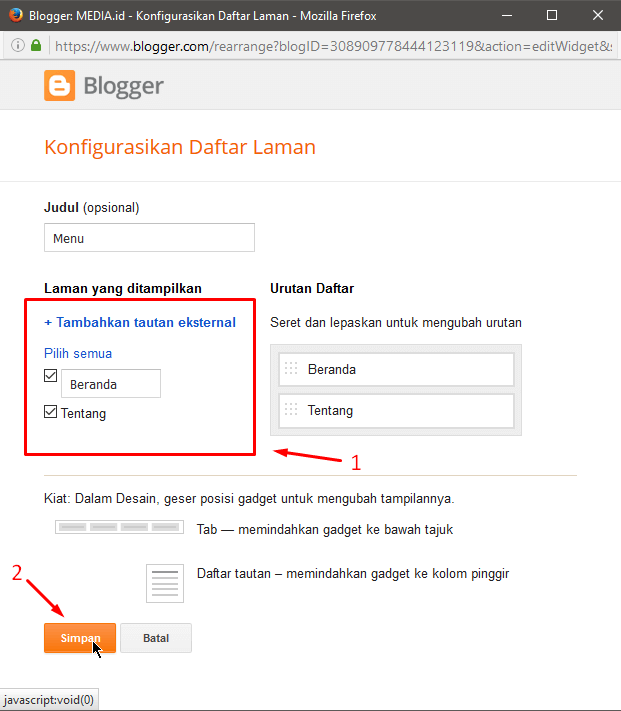 Blogger: MEDIA.id - Konfigurasikan Daftar Laman - Mozilla Firefox
https://www.blogger.com/rearrange?blogID=308909778444123119&action=editWidget&s
Blogger
Konfigurasikan Daftar Laman
Judul (opsional)
Menu
Laman yang ditampilkan
Urutan Daftar
+ Tambahkan tautan eksternal
Seret dan lepaskan untuk mengubah urutan
Pilih semua
Beranda
Beranda
Tentang
Tentang
1
Kiat: Dalam Desain, geser posisi gadget untuk mengubah tampilannya.
Tab — memindahkan gadget ke bawah tajuk
2
Daftar tautan – memindahkan gadget ke kolom pinggir
Simpan
Batal
javascript:void(0)